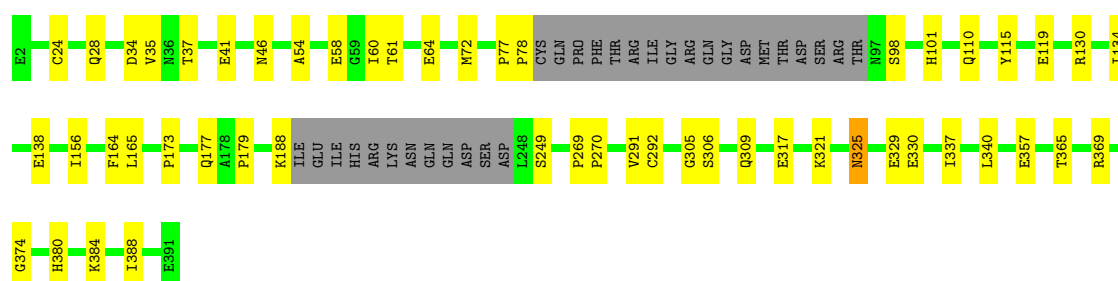 E2 C24 Q28 D34 V35 N36 T37 E41 N46 A54 E58 G59 I60 T61 E64 M72 P77 P78 CYS GLN PRO PHE THR ARG ILE GLY ARG GLN GLY ASP MET THR ASP SER ARG THR N97 S98 H101 Q110 Y115 E119 R130 I134
E138 I156 F164 L165 P173 Q177 A178 P179 K188 ILE GLU ILE HIS ARG LYS ASN GLN GLN ASP SER ASP L248 S249 P269 P270 V291 C292 G305 S306 Q309 E317 K321 N325 E329 E330 I337 L340 E357 T365 R369
G374 H380 K384 I388 E391